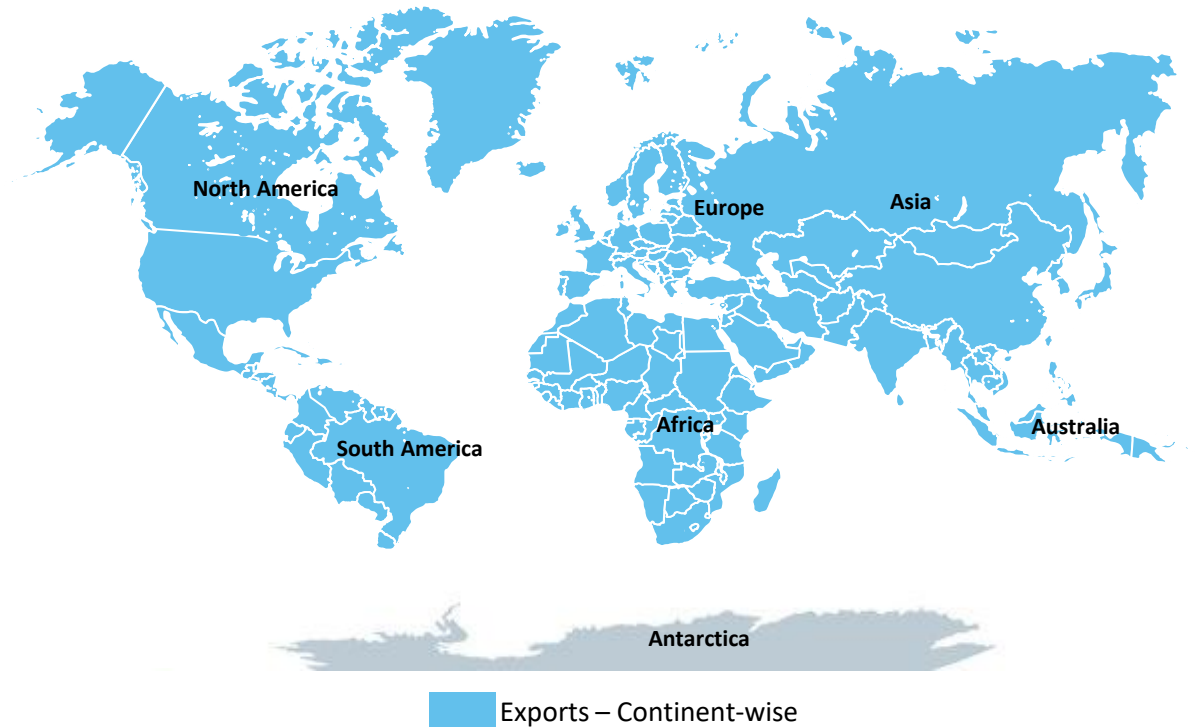 North America
Europe
Asia
South America
Africa
Australia
Antarctica
Exports – Continent-wise